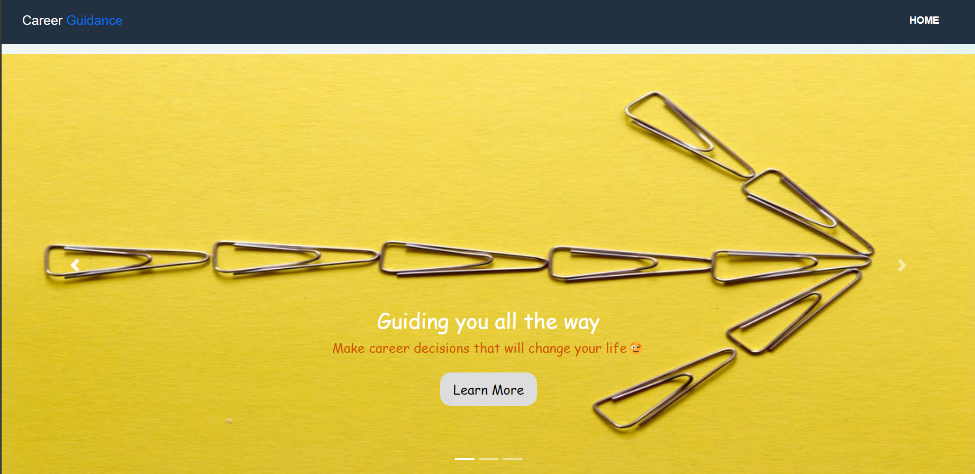 Career Guidance
HOME
Guiding you all the way
Make career decisions that will change your life 🤓
Learn More